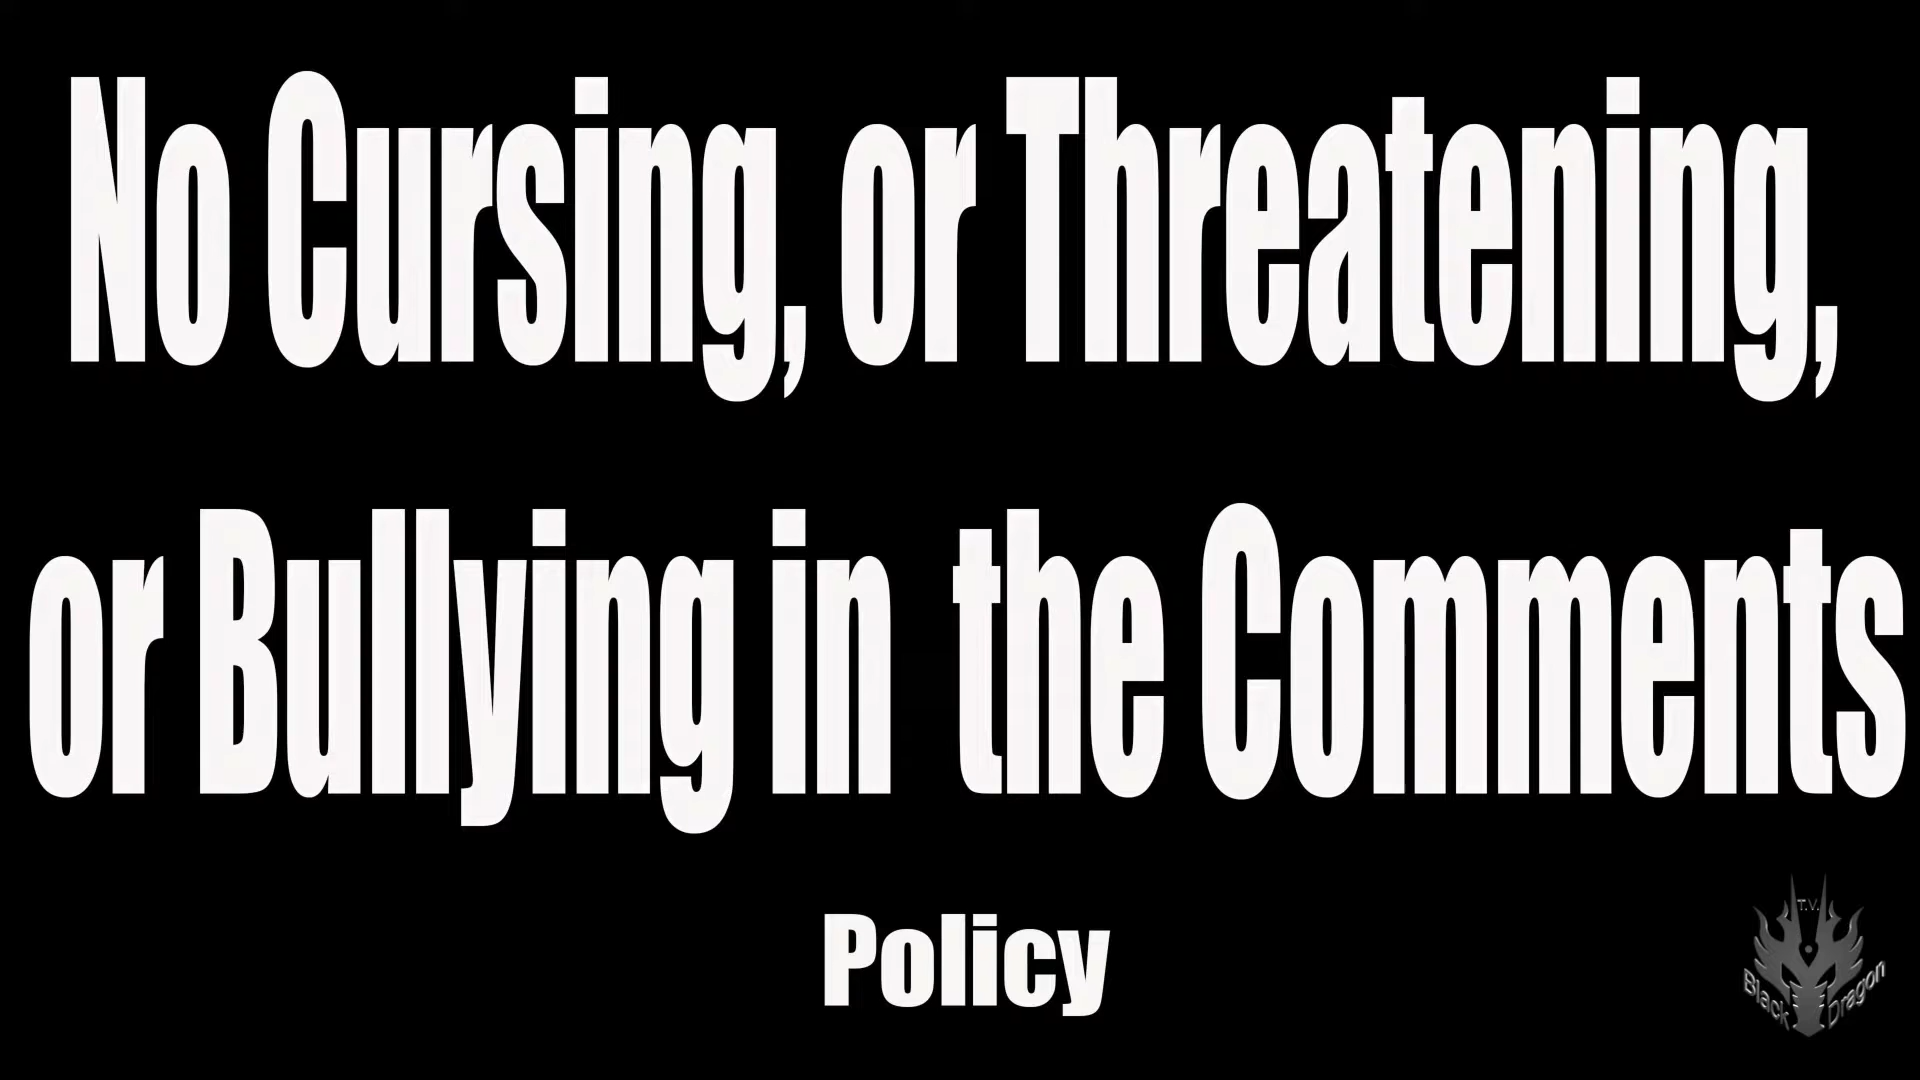 No Cursing, or Threatening,
or Bullying in the Comments
Policy
T.V.
Black Dragon